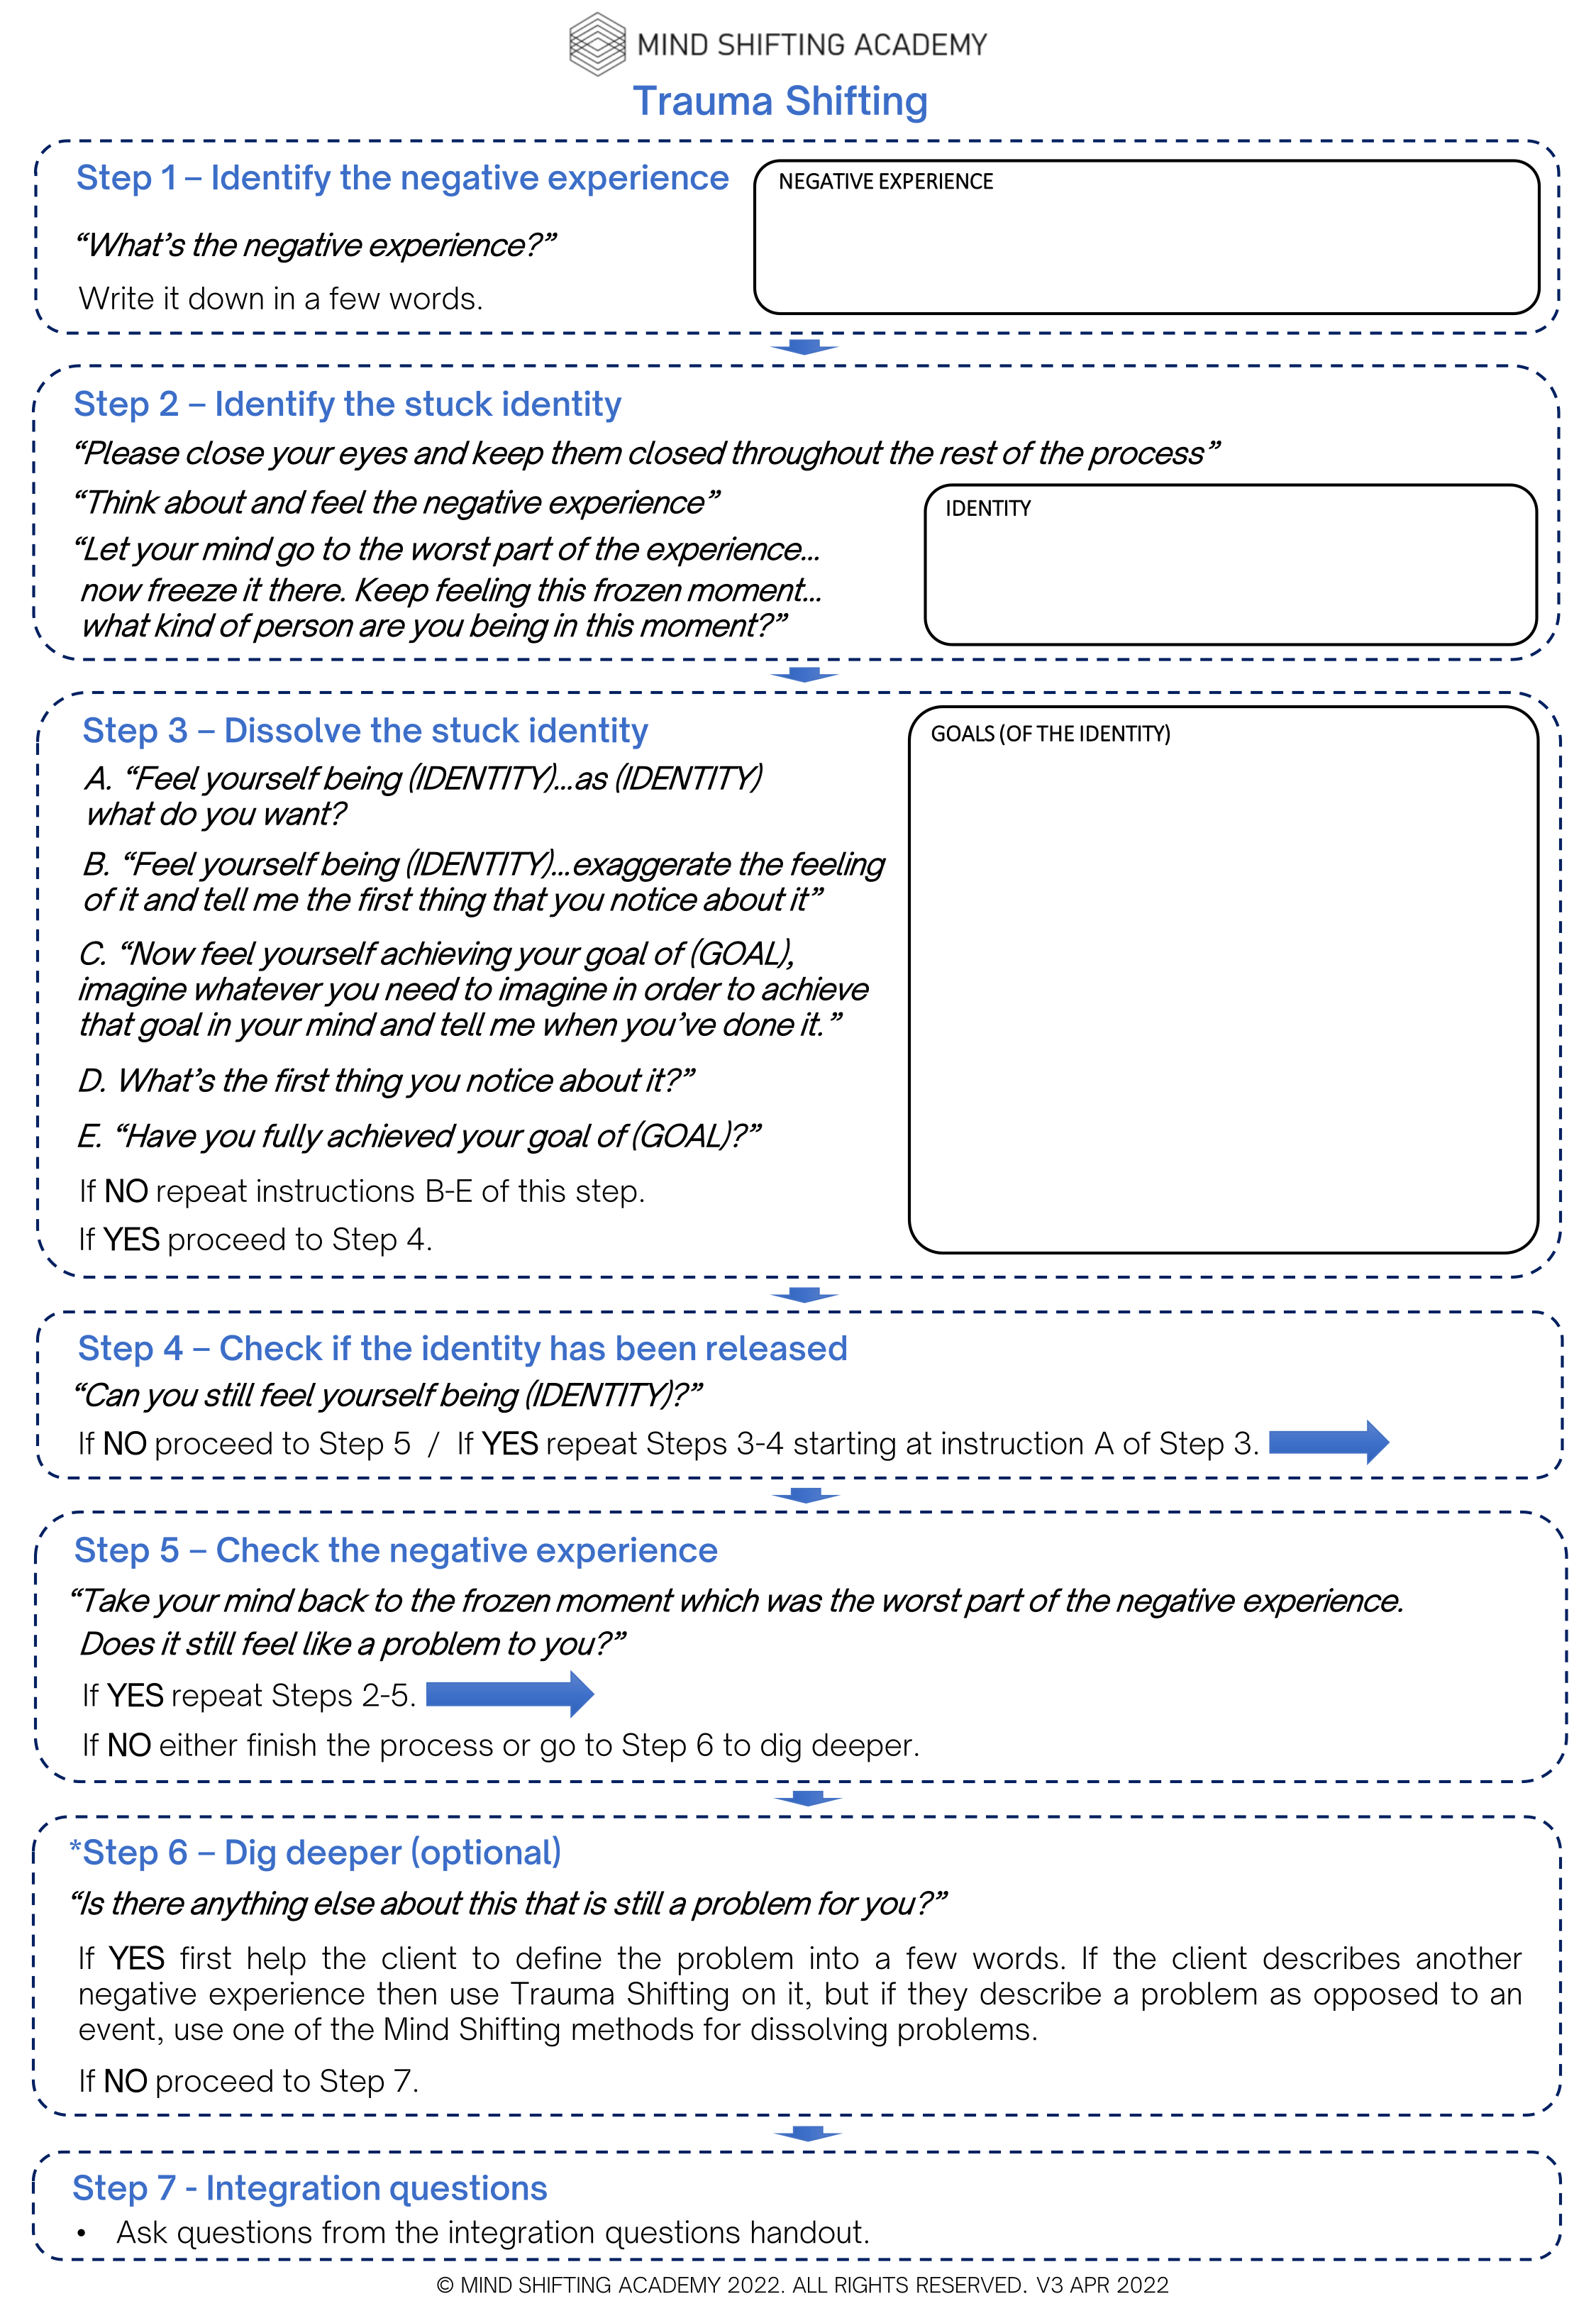 MIND SHIFTING ACADEMY
Trauma Shifting
Step 1 – Identify the negative experience
NEGATIVE EXPERIENCE
“What’s the negative experience?”
Write it down in a few words.
Step 2 – Identify the stuck identity
“Please close your eyes and keep them closed throughout the rest of the process”
“Think about and feel the negative experience”
IDENTITY
“Let your mind go to the worst part of the experience...
now freeze it there. Keep feeling this frozen moment...
what kind of person are you being in this moment?”
Step 3 – Dissolve the stuck identity
GOALS (OF THE IDENTITY)
A. “Feel yourself being (IDENTITY)...as (IDENTITY)
what do you want?
B. “Feel yourself being (IDENTITY)...exaggerate the feeling
of it and tell me the first thing that you notice about it”
C. “Now feel yourself achieving your goal of (GOAL),
imagine whatever you need to imagine in order to achieve
that goal in your mind and tell me when you’ve done it.”
D. What’s the first thing you notice about it?”
E. “Have you fully achieved your goal of (GOAL)?”
If NO repeat instructions B-E of this step.
If YES proceed to Step 4.
Step 4 – Check if the identity has been released
“Can you still feel yourself being (IDENTITY)?”
If NO proceed to Step 5 / If YES repeat Steps 3-4 starting at instruction A of Step 3.
Step 5 – Check the negative experience
“Take your mind back to the frozen moment which was the worst part of the negative experience.
Does it still feel like a problem to you?”
If YES repeat Steps 2-5.
If NO either finish the process or go to Step 6 to dig deeper.
*Step 6 – Dig deeper (optional)
“Is there anything else about this that is still a problem for you?”
If YES first help the client to define the problem into a few words. If the client describes another
negative experience then use Trauma Shifting on it, but if they describe a problem as opposed to an
event, use one of the Mind Shifting methods for dissolving problems.
If NO proceed to Step 7.
Step 7 - Integration questions
• Ask questions from the integration questions handout.
© MIND SHIFTING ACADEMY 2022. ALL RIGHTS RESERVED. V3 APR 2022